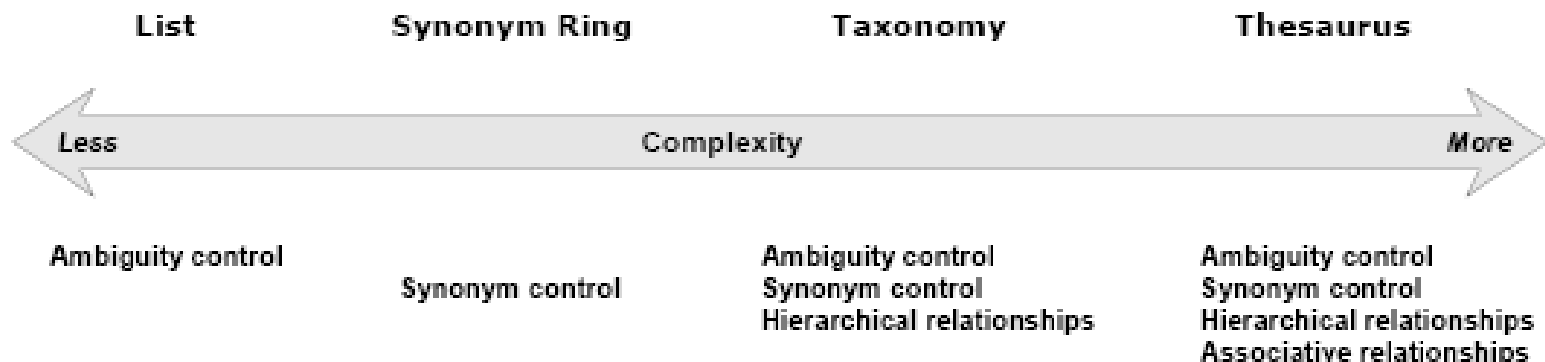 List Synonym Ring Taxonomy Thesaurus
Less Complexity More
Ambiguity control Ambiguity control Ambiguity control
Synonym control Synonym control Synonym control
Hierarchical relationships Hierarchical relationships
Associative relationships